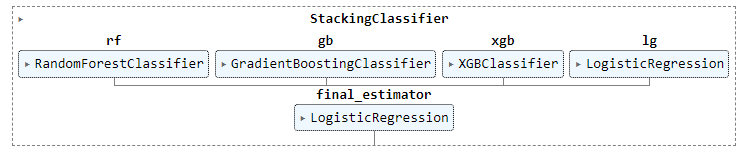 StackingClassifier
rf gb xgb lg
RandomForestClassifier GradientBoostingClassifier XGBClassifier LogisticRegression
final_estimator
LogisticRegression